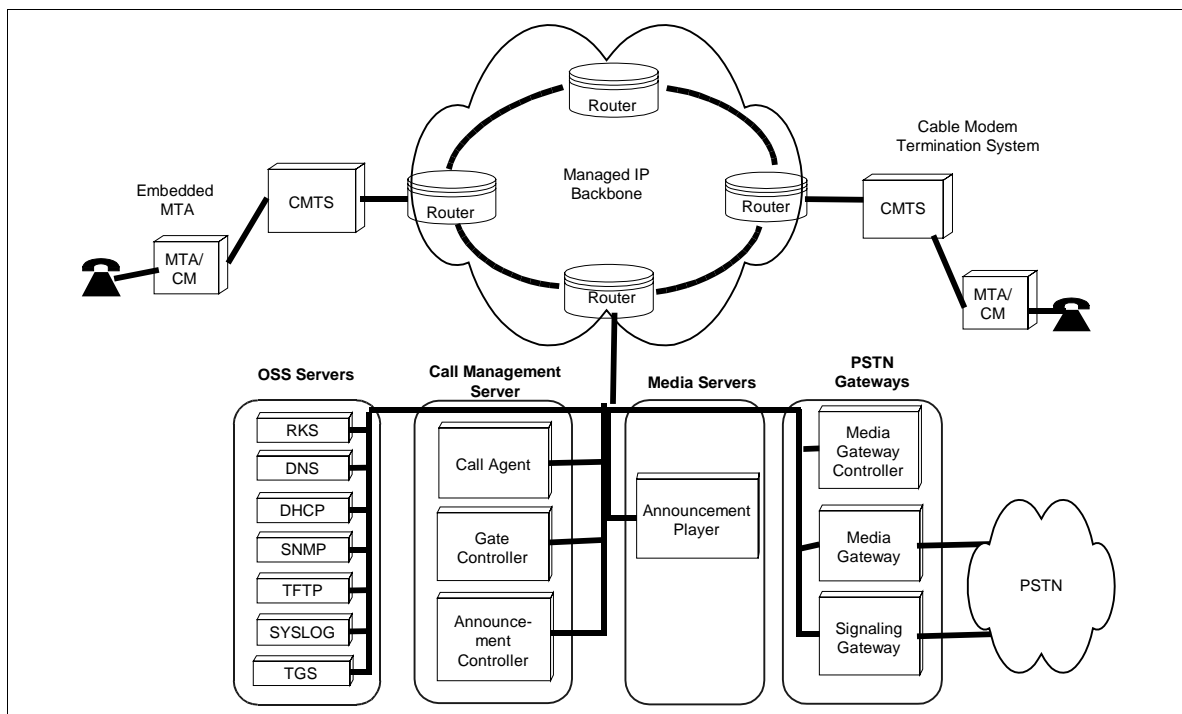 Router
Managed IP
Backbone
Router
Router
Router
Embedded
MTA
CMTS
MTA/
CM
Cable Modem
Termination System
CMTS
MTA/
CM
OSS Servers
RKS
DNS
DHCP
SNMP
TFTP
SYSLOG
TGS
Call Management
Server
Call Agent
Gate
Controller
Announce-
ment
Controller
Media Servers
Announcement
Player
PSTN
Gateways
Media
Gateway
Controller
Media
Gateway
Signaling
Gateway
PSTN